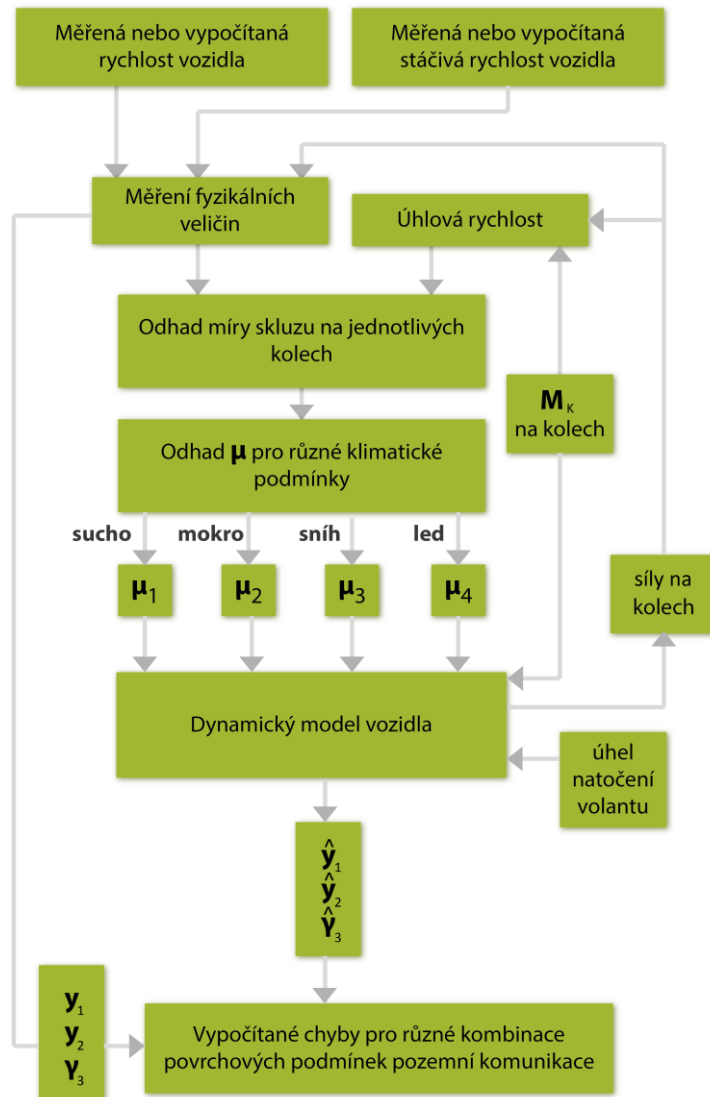 Měřená nebo vypočítaná
rychlost vozidla
Měřená nebo vypočítaná
stáčivá rychlost vozidla
Měření fyzikálních
veličin
Úhlová rychlost
Odhad míry skluzu na jednotlivých
kolech
M K
na kolech
Odhad μ pro různé klimatické
podmínky
sucho
mokro
sníh
led
μ1
μ2
μ3
μ4
síly na
kolech
Dynamický model vozidla
úhel
natočení
volantu
ŷ1
ŷ2
γ̂3
y1
y2
γ3
Vypočítané chyby pro různé kombinace
povrchových podmínek pozemní komunikace